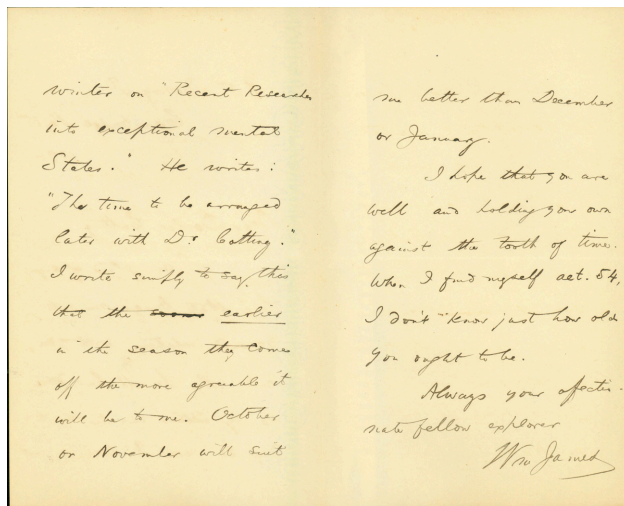 winter on "Recent Researches
into exceptional mental
States." He writes:
"The time to be arranged
later with Dr Cotting."
I write simply to say, this
that the sooner earlier
in the season they come
off the more agreeable it
will be to me. October
or November will suit
me better than December
or January.
I hope that you are
well and holding your own
against the tooth of time.
When I find myself aet. 54,
I don't know just how old
you ought to be.
Always your affectio-
nate fellow explorer
Wm James